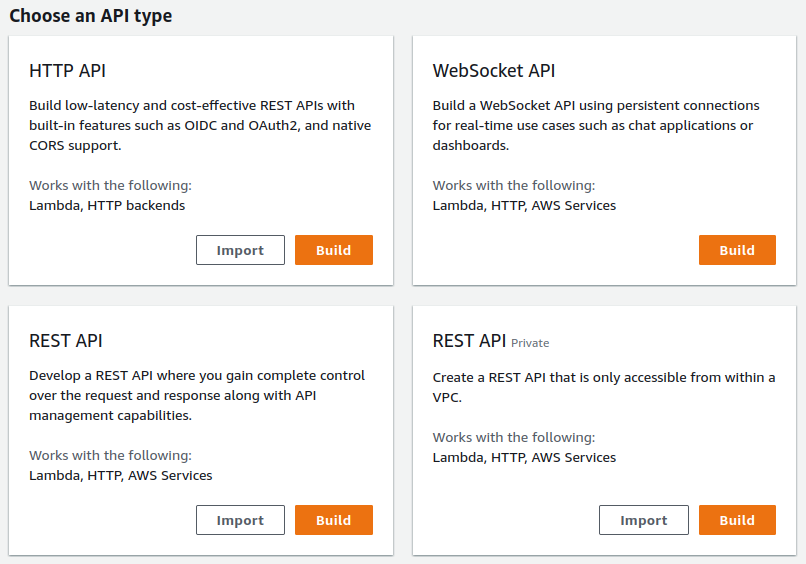 Choose an API type
HTTP API
Build low-latency and cost-effective REST APIs with
built-in features such as OIDC and OAuth2, and native
CORS support.
Works with the following:
Lambda, HTTP backends
Import
Build
WebSocket API
Build a WebSocket API using persistent connections
for real-time use cases such as chat applications or
dashboards.
Works with the following:
Lambda, HTTP, AWS Services
Build
REST API
Develop a REST API where you gain complete control
over the request and response along with API
management capabilities.
Works with the following:
Lambda, HTTP, AWS Services
Import
Build
REST API Private
Create a REST API that is only accessible from within a
VPC.
Works with the following:
Lambda, HTTP, AWS Services
Import
Build